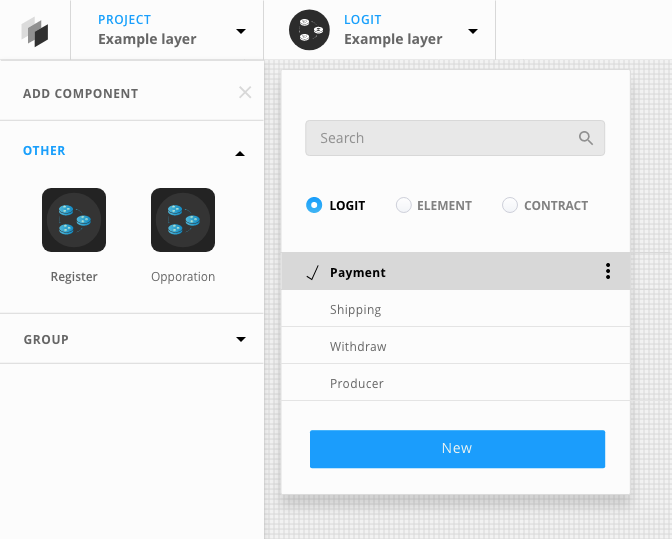 PROJECT
Example layer
LOGIT
Example layer
ADD COMPONENT
OTHER
Register
Opporation
GROUP
Search
LOGIT
ELEMENT
CONTRACT
Payment
Shipping
Withdraw
Producer
New